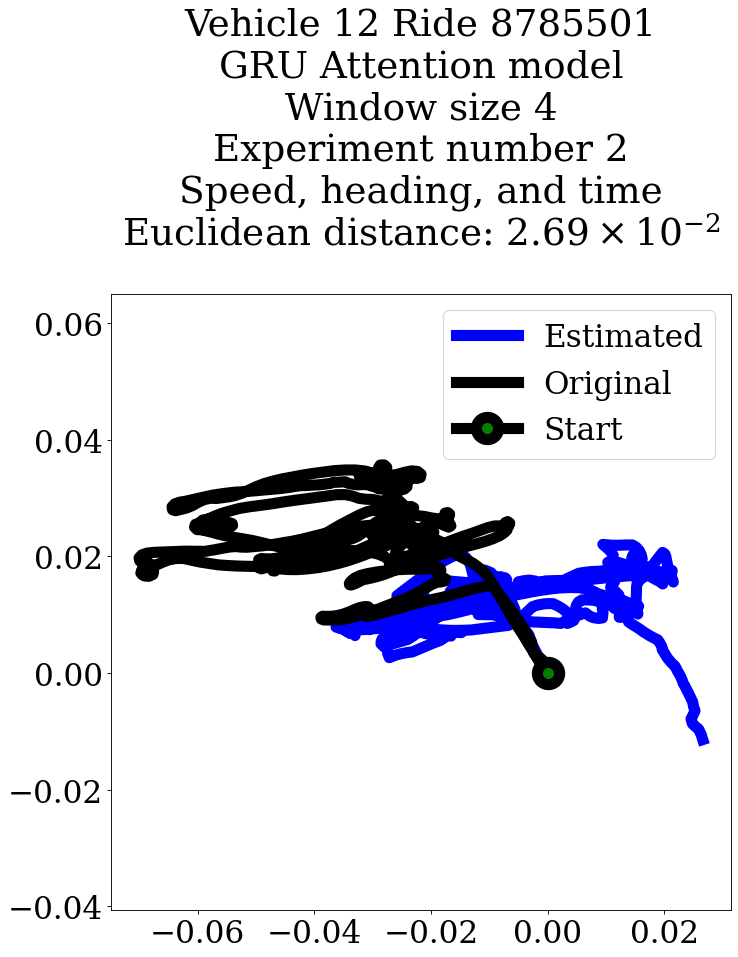 Vehicle 12 Ride 8785501
GRU Attention model
Window size 4
Experiment number 2
Speed, heading, and time
Euclidean distance: 2.69 × 10⁻²
0.06
0.04
0.02
0.00
−0.02
−0.04
Estimated
Original
Start
−0.06
−0.04
−0.02
0.00
0.02